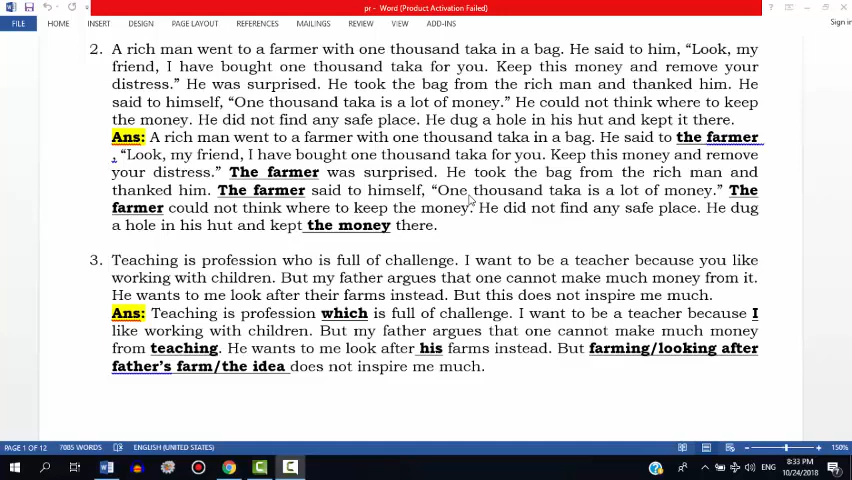 pr - Word (Product Activation Failed)
FILE HOME INSERT DESIGN PAGE LAYOUT REFERENCES MAILINGS REVIEW VIEW ADD-INS Sign in
2. A rich man went to a farmer with one thousand taka in a bag. He said to him, “Look, my
friend, I have bought one thousand taka for you. Keep this money and remove your
distress.” He was surprised. He took the bag from the rich man and thanked him. He
said to himself, “One thousand taka is a lot of money.” He could not think where to keep
the money. He did not find any safe place. He dug a hole in his hut and kept it there.
Ans: A rich man went to a farmer with one thousand taka in a bag. He said to the farmer
, “Look, my friend, I have bought one thousand taka for you. Keep this money and remove
your distress.” The farmer was surprised. He took the bag from the rich man and
thanked him. The farmer said to himself, “One thousand taka is a lot of money.” The
farmer could not think where to keep the money. He did not find any safe place. He dug
a hole in his hut and kept the money there.
3. Teaching is profession who is full of challenge. I want to be a teacher because you like
working with children. But my father argues that one cannot make much money from it.
He wants to me look after their farms instead. But this does not inspire me much.
Ans: Teaching is profession which is full of challenge. I want to be a teacher because I
like working with children. But my father argues that one cannot make much money
from teaching. He wants to me look after his farms instead. But farming/looking after
father’s farm/the idea does not inspire me much.
PAGE 1 OF 12 7085 WORDS ENGLISH (UNITED STATES) 150%
ENG 8:33 PM
10/24/2018